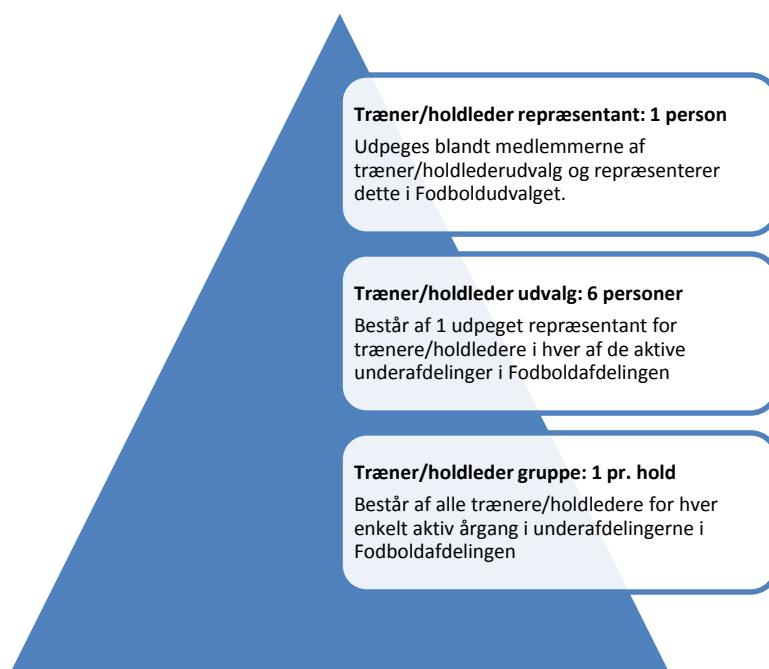 Træner/holdleder repræsentant: 1 person
Udpeges blandt medlemmerne af
træner/holdlederudvalg og repræsenterer
dette i Fodboldudvalget.
Træner/holdleder udvalg: 6 personer
Består af 1 udpeget repræsentant for
trænere/holdledere i hver af de aktive
underafdelinger i Fodboldafdelingen
Træner/holdleder gruppe: 1 pr. hold
Består af alle trænere/holdledere for hver
enkelt aktiv årgang i underafdelingerne i
Fodboldafdelingen